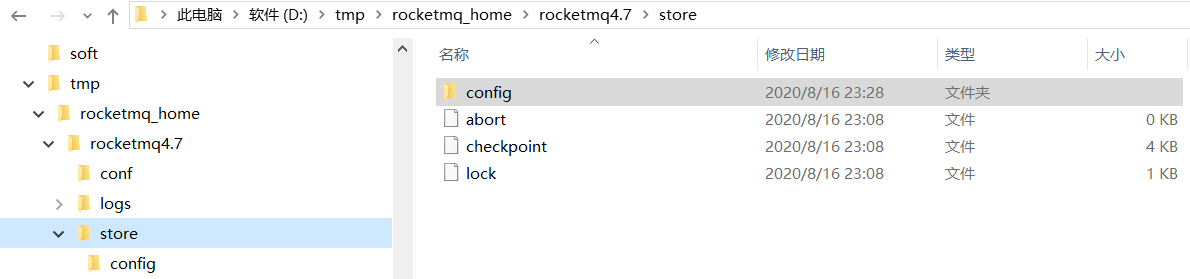 此电脑 软件 (D:) tmp rocketmq_home rocketmq4.7 store
soft
tmp
rocketmq_home
rocketmq4.7
conf
logs
store
config
名称 修改日期 类型 大小
config 2020/8/16 23:28 文件夹
abort 2020/8/16 23:08 文件 0 KB
checkpoint 2020/8/16 23:08 文件 4 KB
lock 2020/8/16 23:08 文件 1 KB